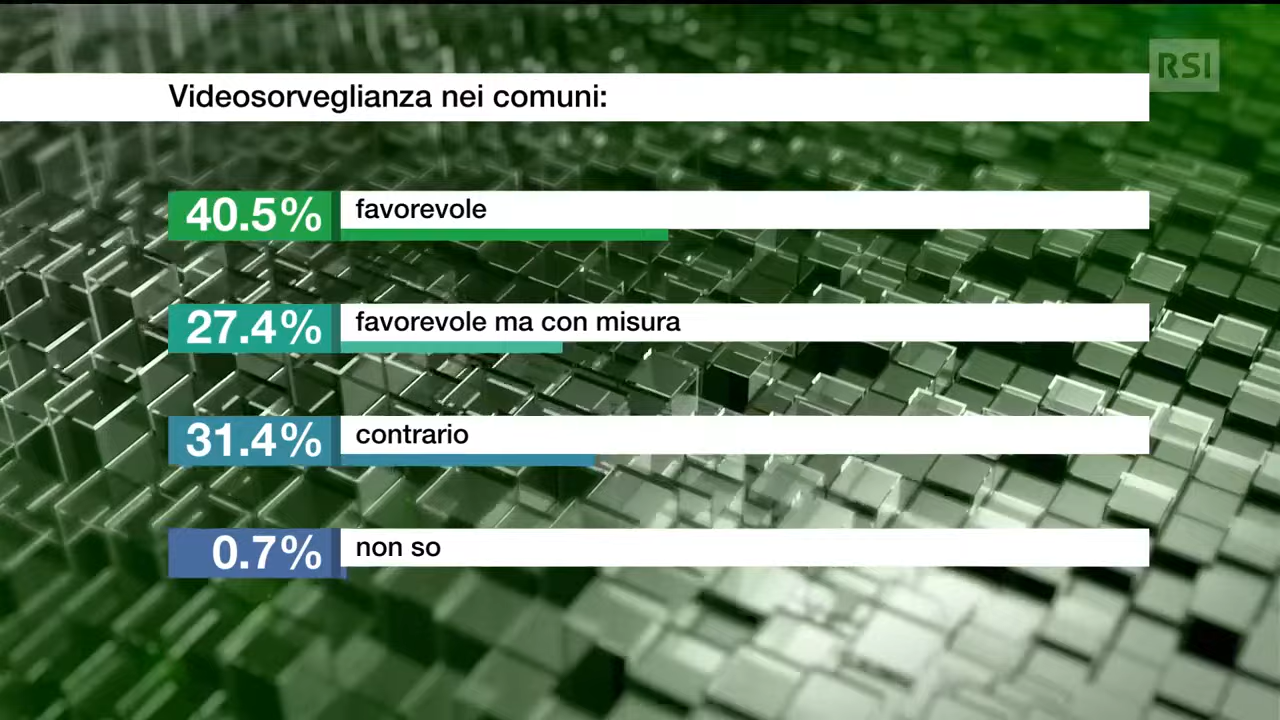 RSI
Videosorveglianza nei comuni:
40.5% favorevole
27.4% favorevole ma con misura
31.4% contrario
0.7% non so